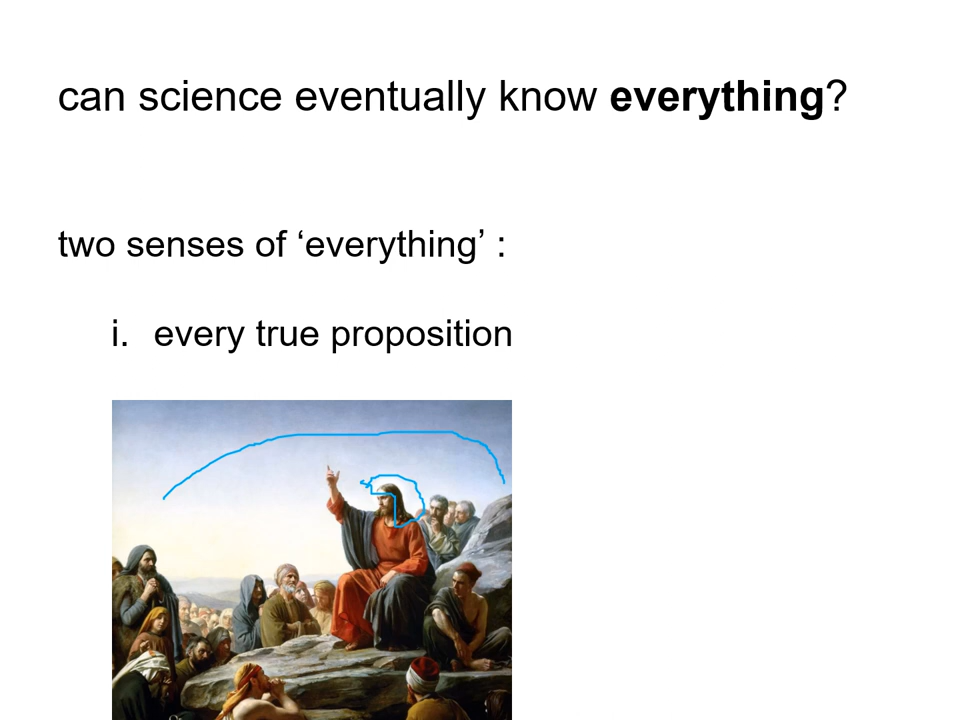 can science eventually know everything?
two senses of ‘everything’ :
i. every true proposition